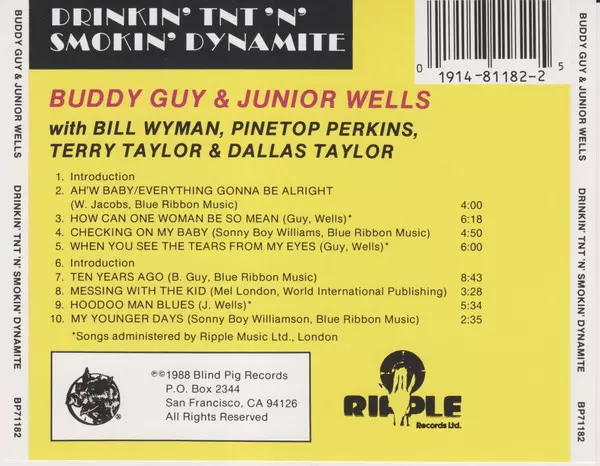 DRINKIN' TNT 'N'
SMOKIN' DYNAMITE
0 1914-81182-2 5
BUDDY GUY & JUNIOR WELLS
with BILL WYMAN, PINETOP PERKINS,
TERRY TAYLOR & DALLAS TAYLOR
1. Introduction
2. AH'W BABY/EVERYTHING GONNA BE ALRIGHT
(W. Jacobs, Blue Ribbon Music) 4:00
3. HOW CAN ONE WOMAN BE SO MEAN (Guy, Wells)* 6:18
4. CHECKING ON MY BABY (Sonny Boy Williams, Blue Ribbon Music) 4:50
5. WHEN YOU SEE THE TEARS FROM MY EYES (Guy, Wells)* 6:00
6. Introduction
7. TEN YEARS AGO (B. Guy, Blue Ribbon Music) 8:43
8. MESSING WITH THE KID (Mel London, World International Publishing) 3:28
9. HOODOO MAN BLUES (J. Wells)* 5:34
10. MY YOUNGER DAYS (Sonny Boy Williamson, Blue Ribbon Music) 2:35
*Songs administered by Ripple Music Ltd., London
℗©1988 Blind Pig Records
P.O. Box 2344
San Francisco, CA 94126
All Rights Reserved
RIPPLE
Records Ltd.
BUDDY GUY & JUNIOR WELLS DRINKIN' TNT 'N' SMOKIN' DYNAMITE BP71182
BUDDY GUY & JUNIOR WELLS DRINKIN' TNT 'N' SMOKIN' DYNAMITE BP71182